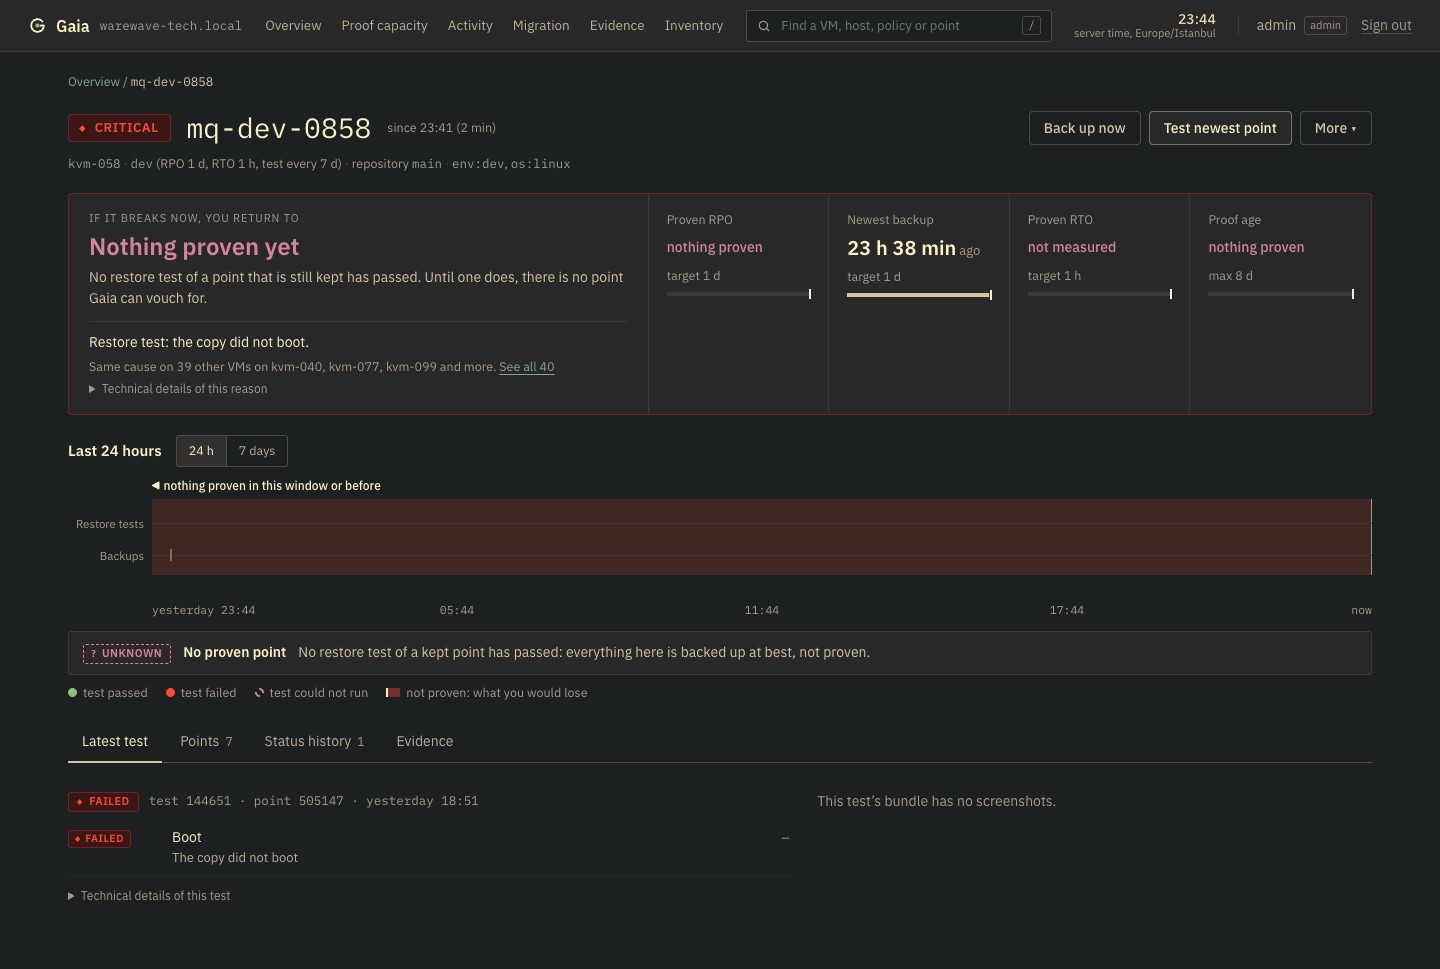 Gaia warewave-tech.local Overview Proof capacity Activity Migration Evidence Inventory Find a VM, host, policy or point / 23:44 admin admin Sign out
server time, Europe/Istanbul
Overview / mq-dev-0858
◆ CRITICAL mq-dev-0858 since 23:41 (2 min) Back up now Test newest point More ▾
kvm-058 · dev (RPO 1 d, RTO 1 h, test every 7 d) · repository main · env:dev, os:linux
IF IT BREAKS NOW, YOU RETURN TO
Nothing proven yet
No restore test of a point that is still kept has passed. Until one does, there is no point
Gaia can vouch for.
Restore test: the copy did not boot.
Same cause on 39 other VMs on kvm-040, kvm-077, kvm-099 and more. See all 40
▶ Technical details of this reason
Proven RPO
nothing proven
target 1 d
Newest backup
23 h 38 min ago
target 1 d
Proven RTO
not measured
target 1 h
Proof age
nothing proven
max 8 d
Last 24 hours 24 h 7 days
◀ nothing proven in this window or before
Restore tests
Backups
yesterday 23:44 05:44 11:44 17:44 now
? UNKNOWN No proven point No restore test of a kept point has passed: everything here is backed up at best, not proven.
test passed test failed test could not run not proven: what you would lose
Latest test Points 7 Status history 1 Evidence
◆ FAILED test 144651 · point 505147 · yesterday 18:51
◆ FAILED Boot –
The copy did not boot
▶ Technical details of this test
This test's bundle has no screenshots.